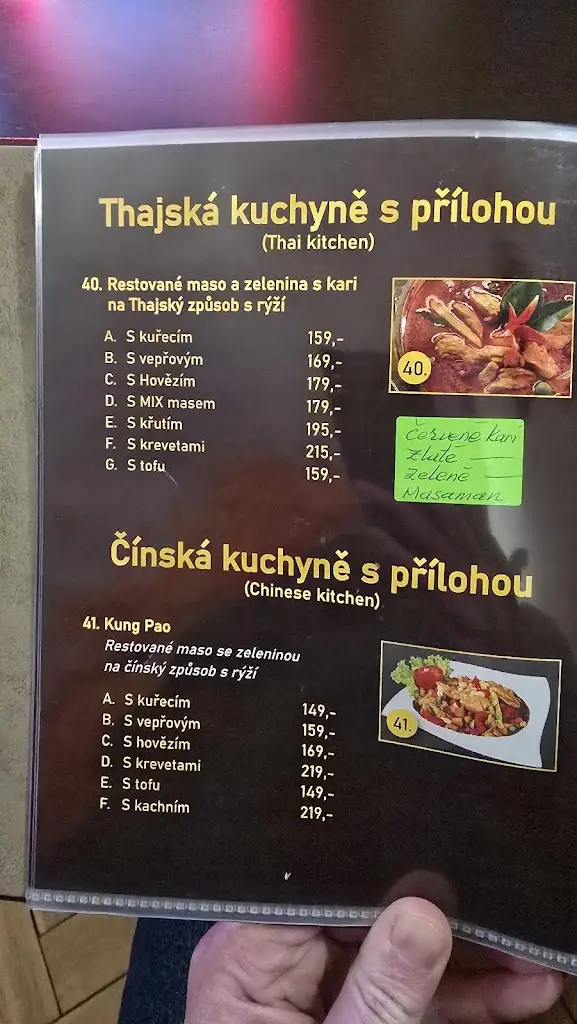 Thajská kuchyně s přílohou
(Thai kitchen)
40. Restované maso a zelenina s kari
na Thajský způsob s rýží
A. S kuřecím 159,-
B. S vepřovým 169,-
C. S Hovězím 179,-
D. S MIX masem 179,-
E. S křutím 195,-
F. S krevetami 215,-
G. S tofu 159,-
40.
červené kari
zlaté —
zelené —
Masaman
Čínská kuchyně s přílohou
(Chinese kitchen)
41. Kung Pao
Restované maso se zeleninou
na čínský způsob s rýží
A. S kuřecím 149,-
B. S vepřovým 159,-
C. S hovězím 169,-
D. S krevetami 219,-
E. S tofu 149,-
F. S kachním 219,-
41.